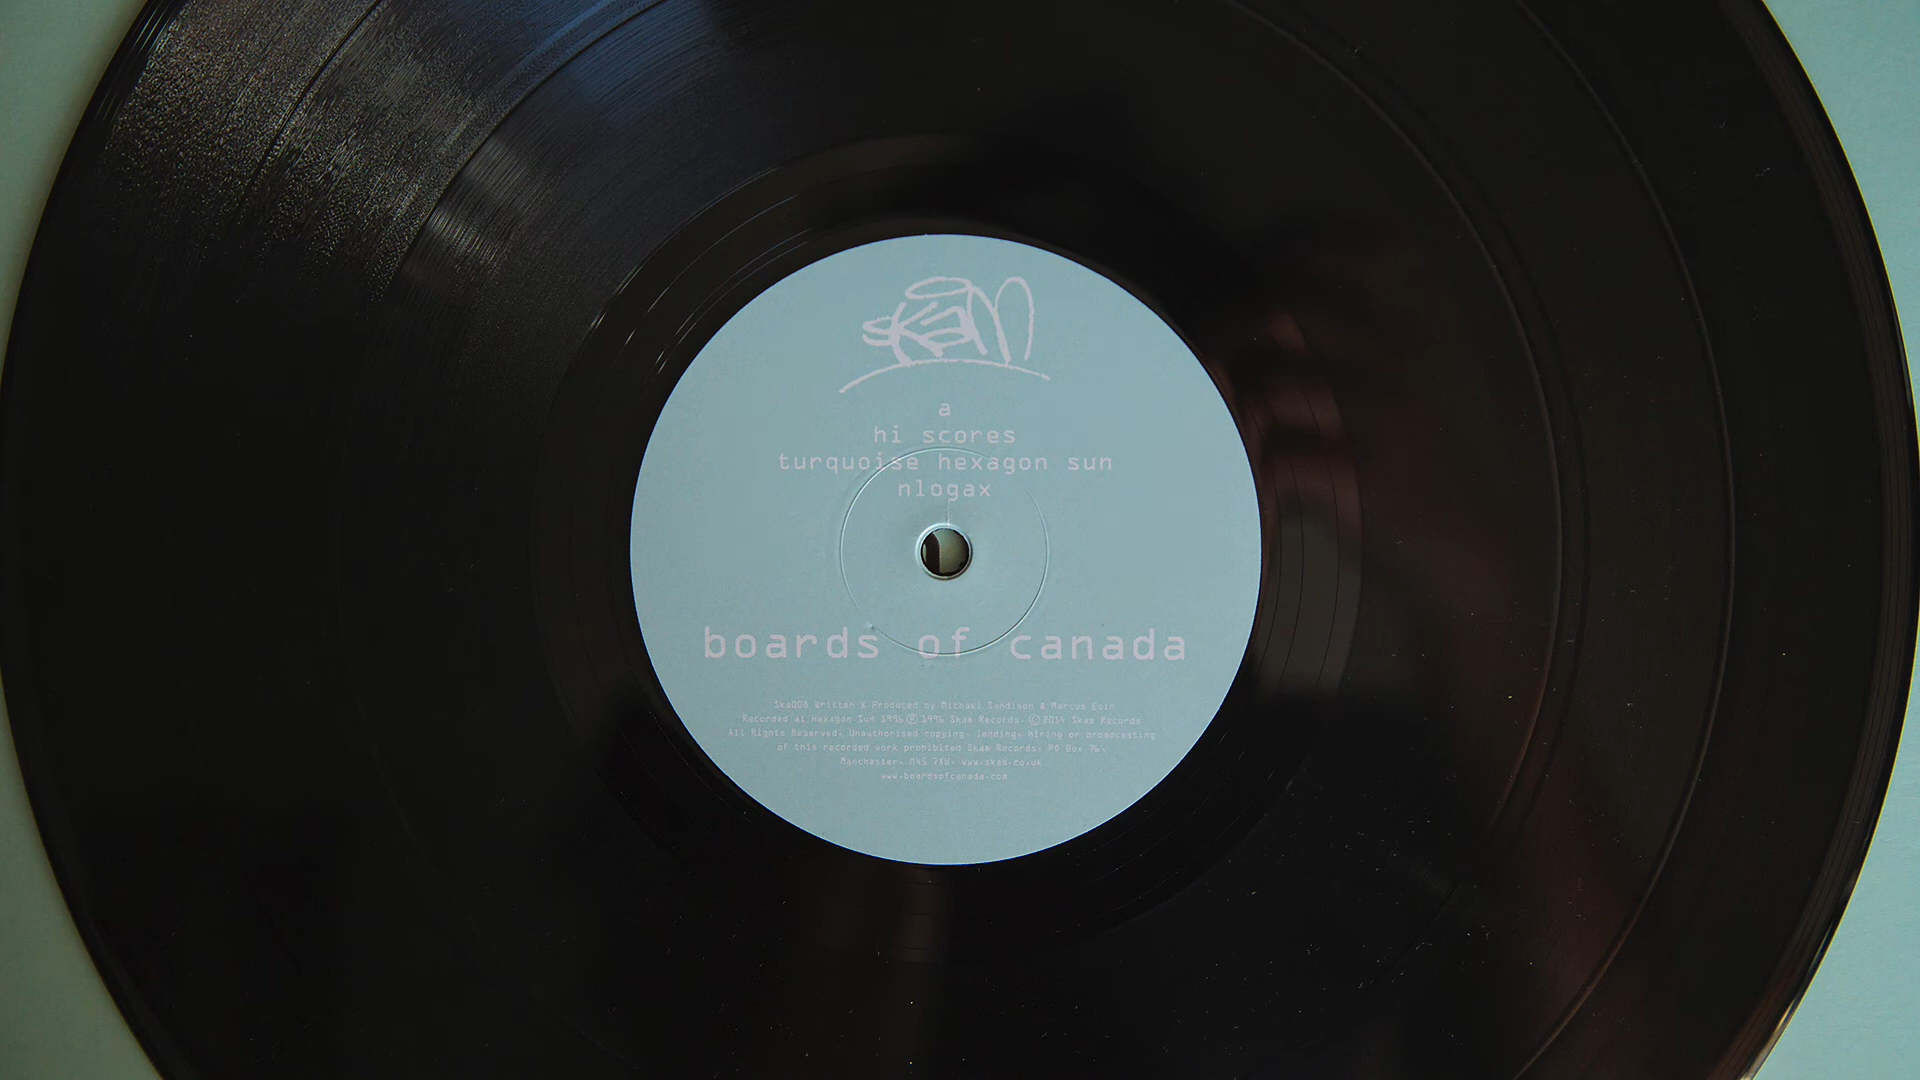 skam
a
hi scores
turquoise hexagon sun
nlogax
boards of canada
Ska008 Written & Produced by Michael Sandison & Marcus Eoin
Recorded at Hexagon Sun 1996 Ⓟ 1996 Skam Records. © 2014 Skam Records
All Rights Reserved. Unauthorised copying, lending, hiring or broadcasting
of this recorded work prohibited Skam Records, PO Box 76,
Manchester, M45 7XW. www.skam.co.uk
www.boardsofcanada.com